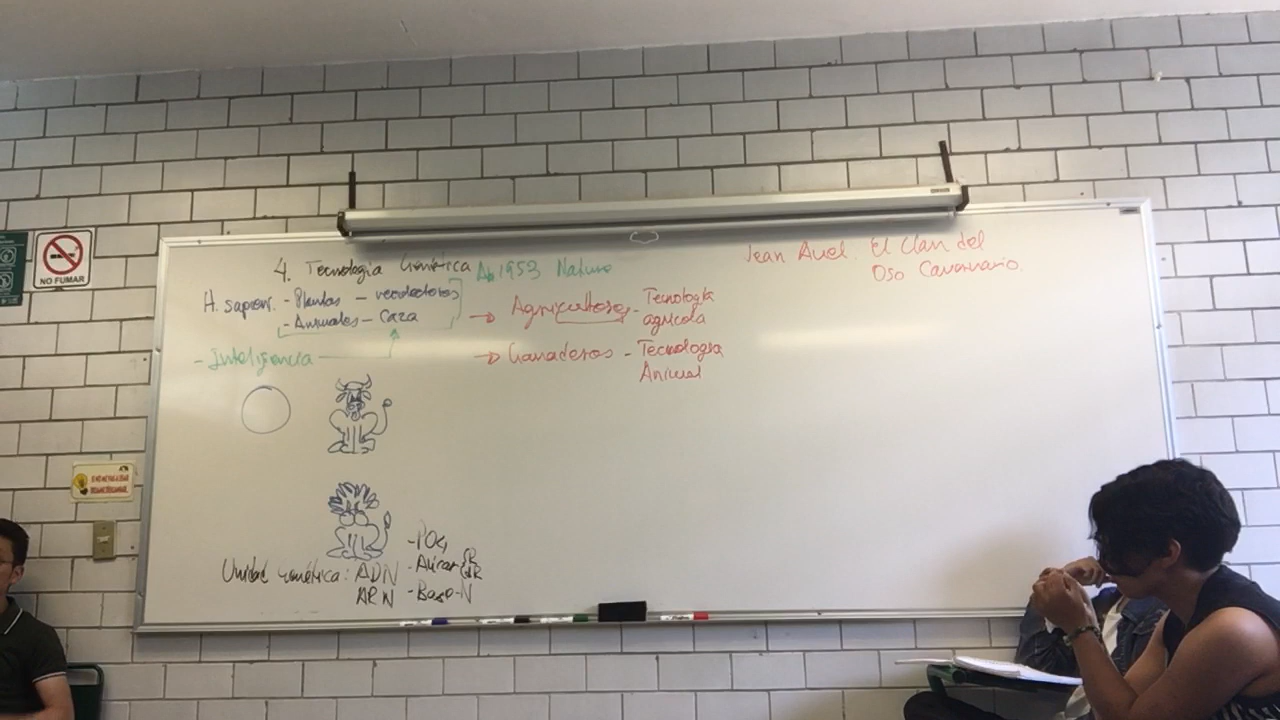 4. Tecnología Genética Ab 1953 Nature
H. sapiens. - Plantas - recolectores
- Animales - Caza
- Inteligencia
→ Agricultores - Tecnología
agrícola
→ Ganaderos - Tecnología
Animal
Jean Auel. El Clan del
Oso Cavernario.
Unidad genética: ADN
ARN
- PO4
- Azúcar { R
dR
- Base-N
NO FUMAR